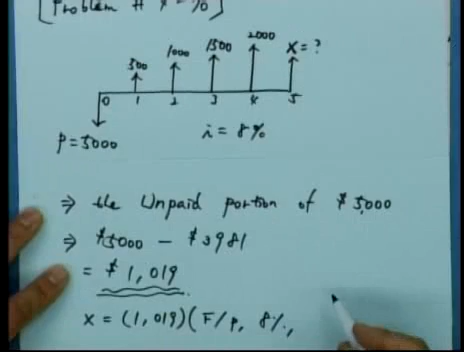 [Problem #
500 1000 1500 2000 X = ?
0 1 2 3 4 5
P = 5000 i = 8%
⇒ the Unpaid portion of $5,000
⇒ $5000 - $3981
= $1,019
X = (1,019)(F/P, 8%,